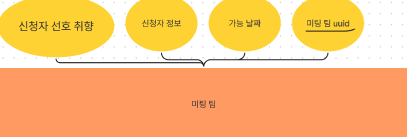 신청자 선호 취향
신청자 정보
가능 날짜
미팅 팀 uuid
미팅 팀